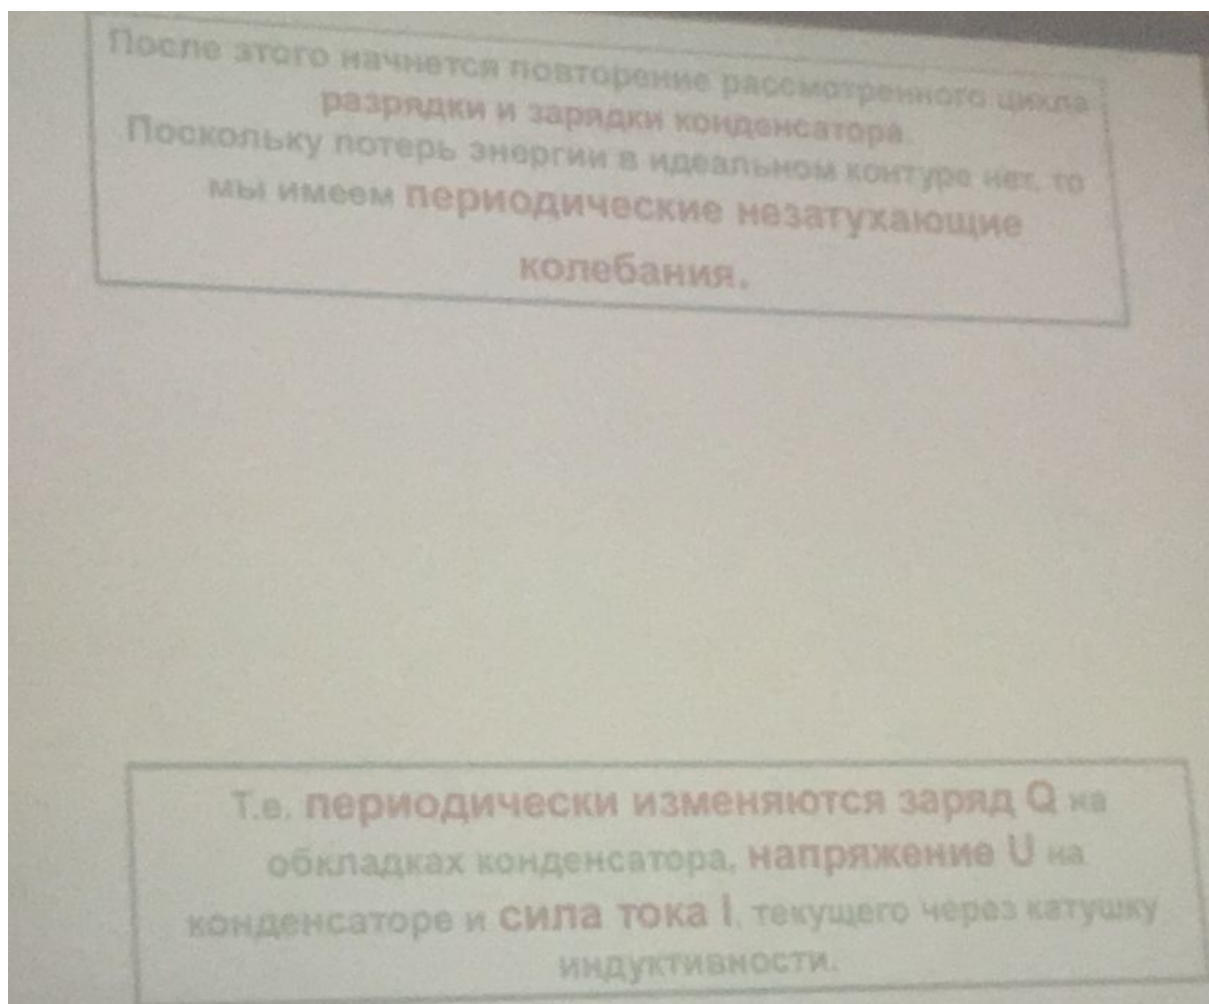 После этого начнется повторение рассмотренного цикла
разрядки и зарядки конденсатора.
Поскольку потерь энергии в идеальном контуре нет, то
мы имеем периодические незатухающие
колебания.
Т.е. периодически изменяются заряд Q на
обкладках конденсатора, напряжение U на
конденсаторе и сила тока I, текущего через катушку
индуктивности.